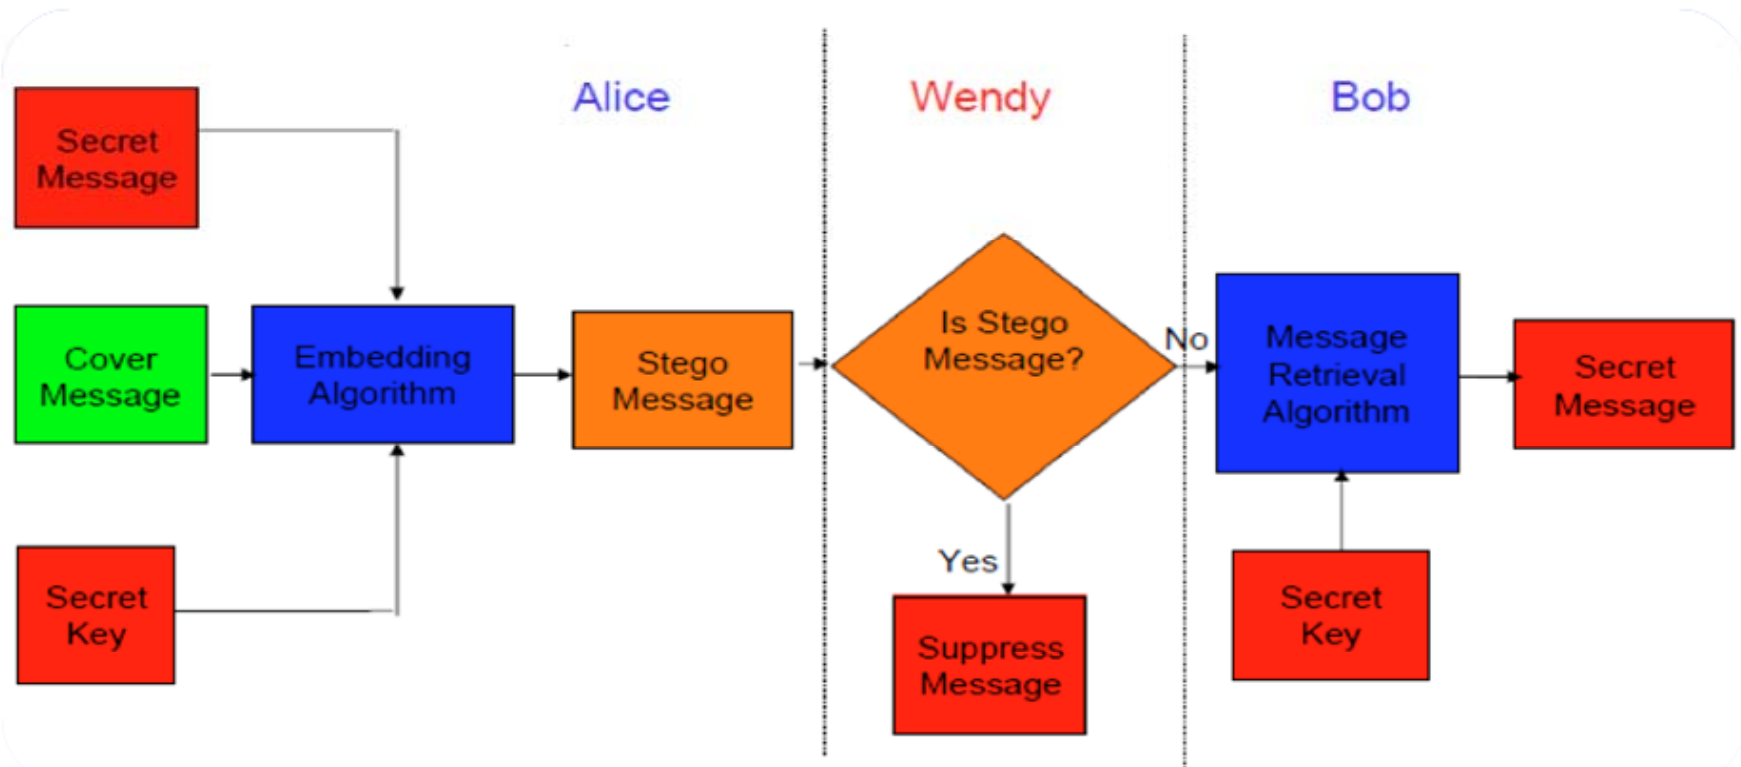 Alice
Wendy
Bob
Secret
Message
Cover
Message
Embedding
Algorithm
Secret
Key
Stego
Message
Is Stego
Message?
No
Yes
Suppress
Message
Message
Retrieval
Algorithm
Secret
Key
Secret
Message